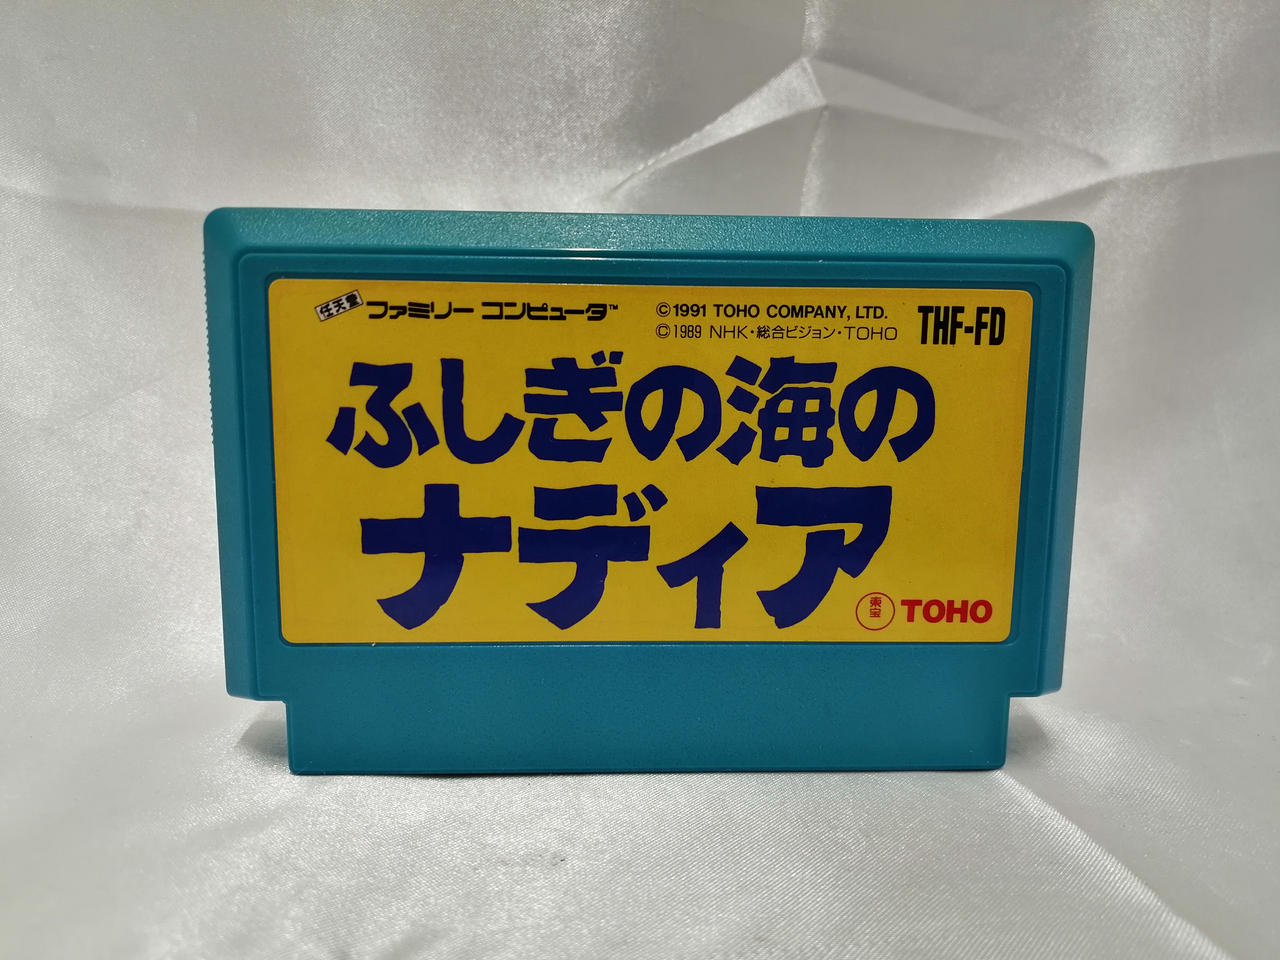 任天堂 ファミリー コンピュータ™
©1991 TOHO COMPANY, LTD.
©1989 NHK・総合ビジョン・TOHO
THF-FD
ふしぎの海の
ナディア
東宝 TOHO